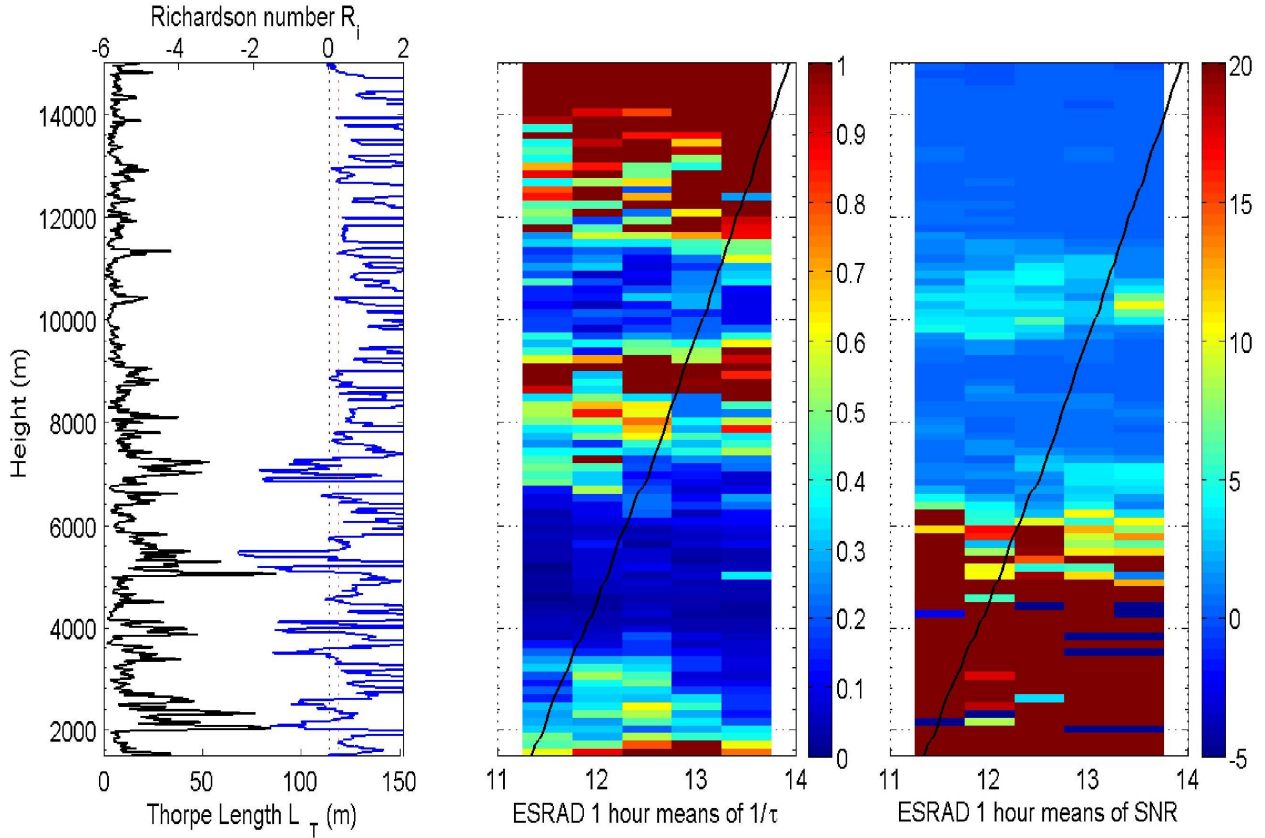 Richardson number R_i
-6 -4 -2 0 2
14000
12000
10000
8000
6000
4000
2000
Height (m)
0 50 100 150
Thorpe Length L_T (m)
1
0.9
0.8
0.7
0.6
0.5
0.4
0.3
0.2
0.1
0
11 12 13 14
ESRAD 1 hour means of 1/τ
20
15
10
5
0
-5
11 12 13 14
ESRAD 1 hour means of SNR